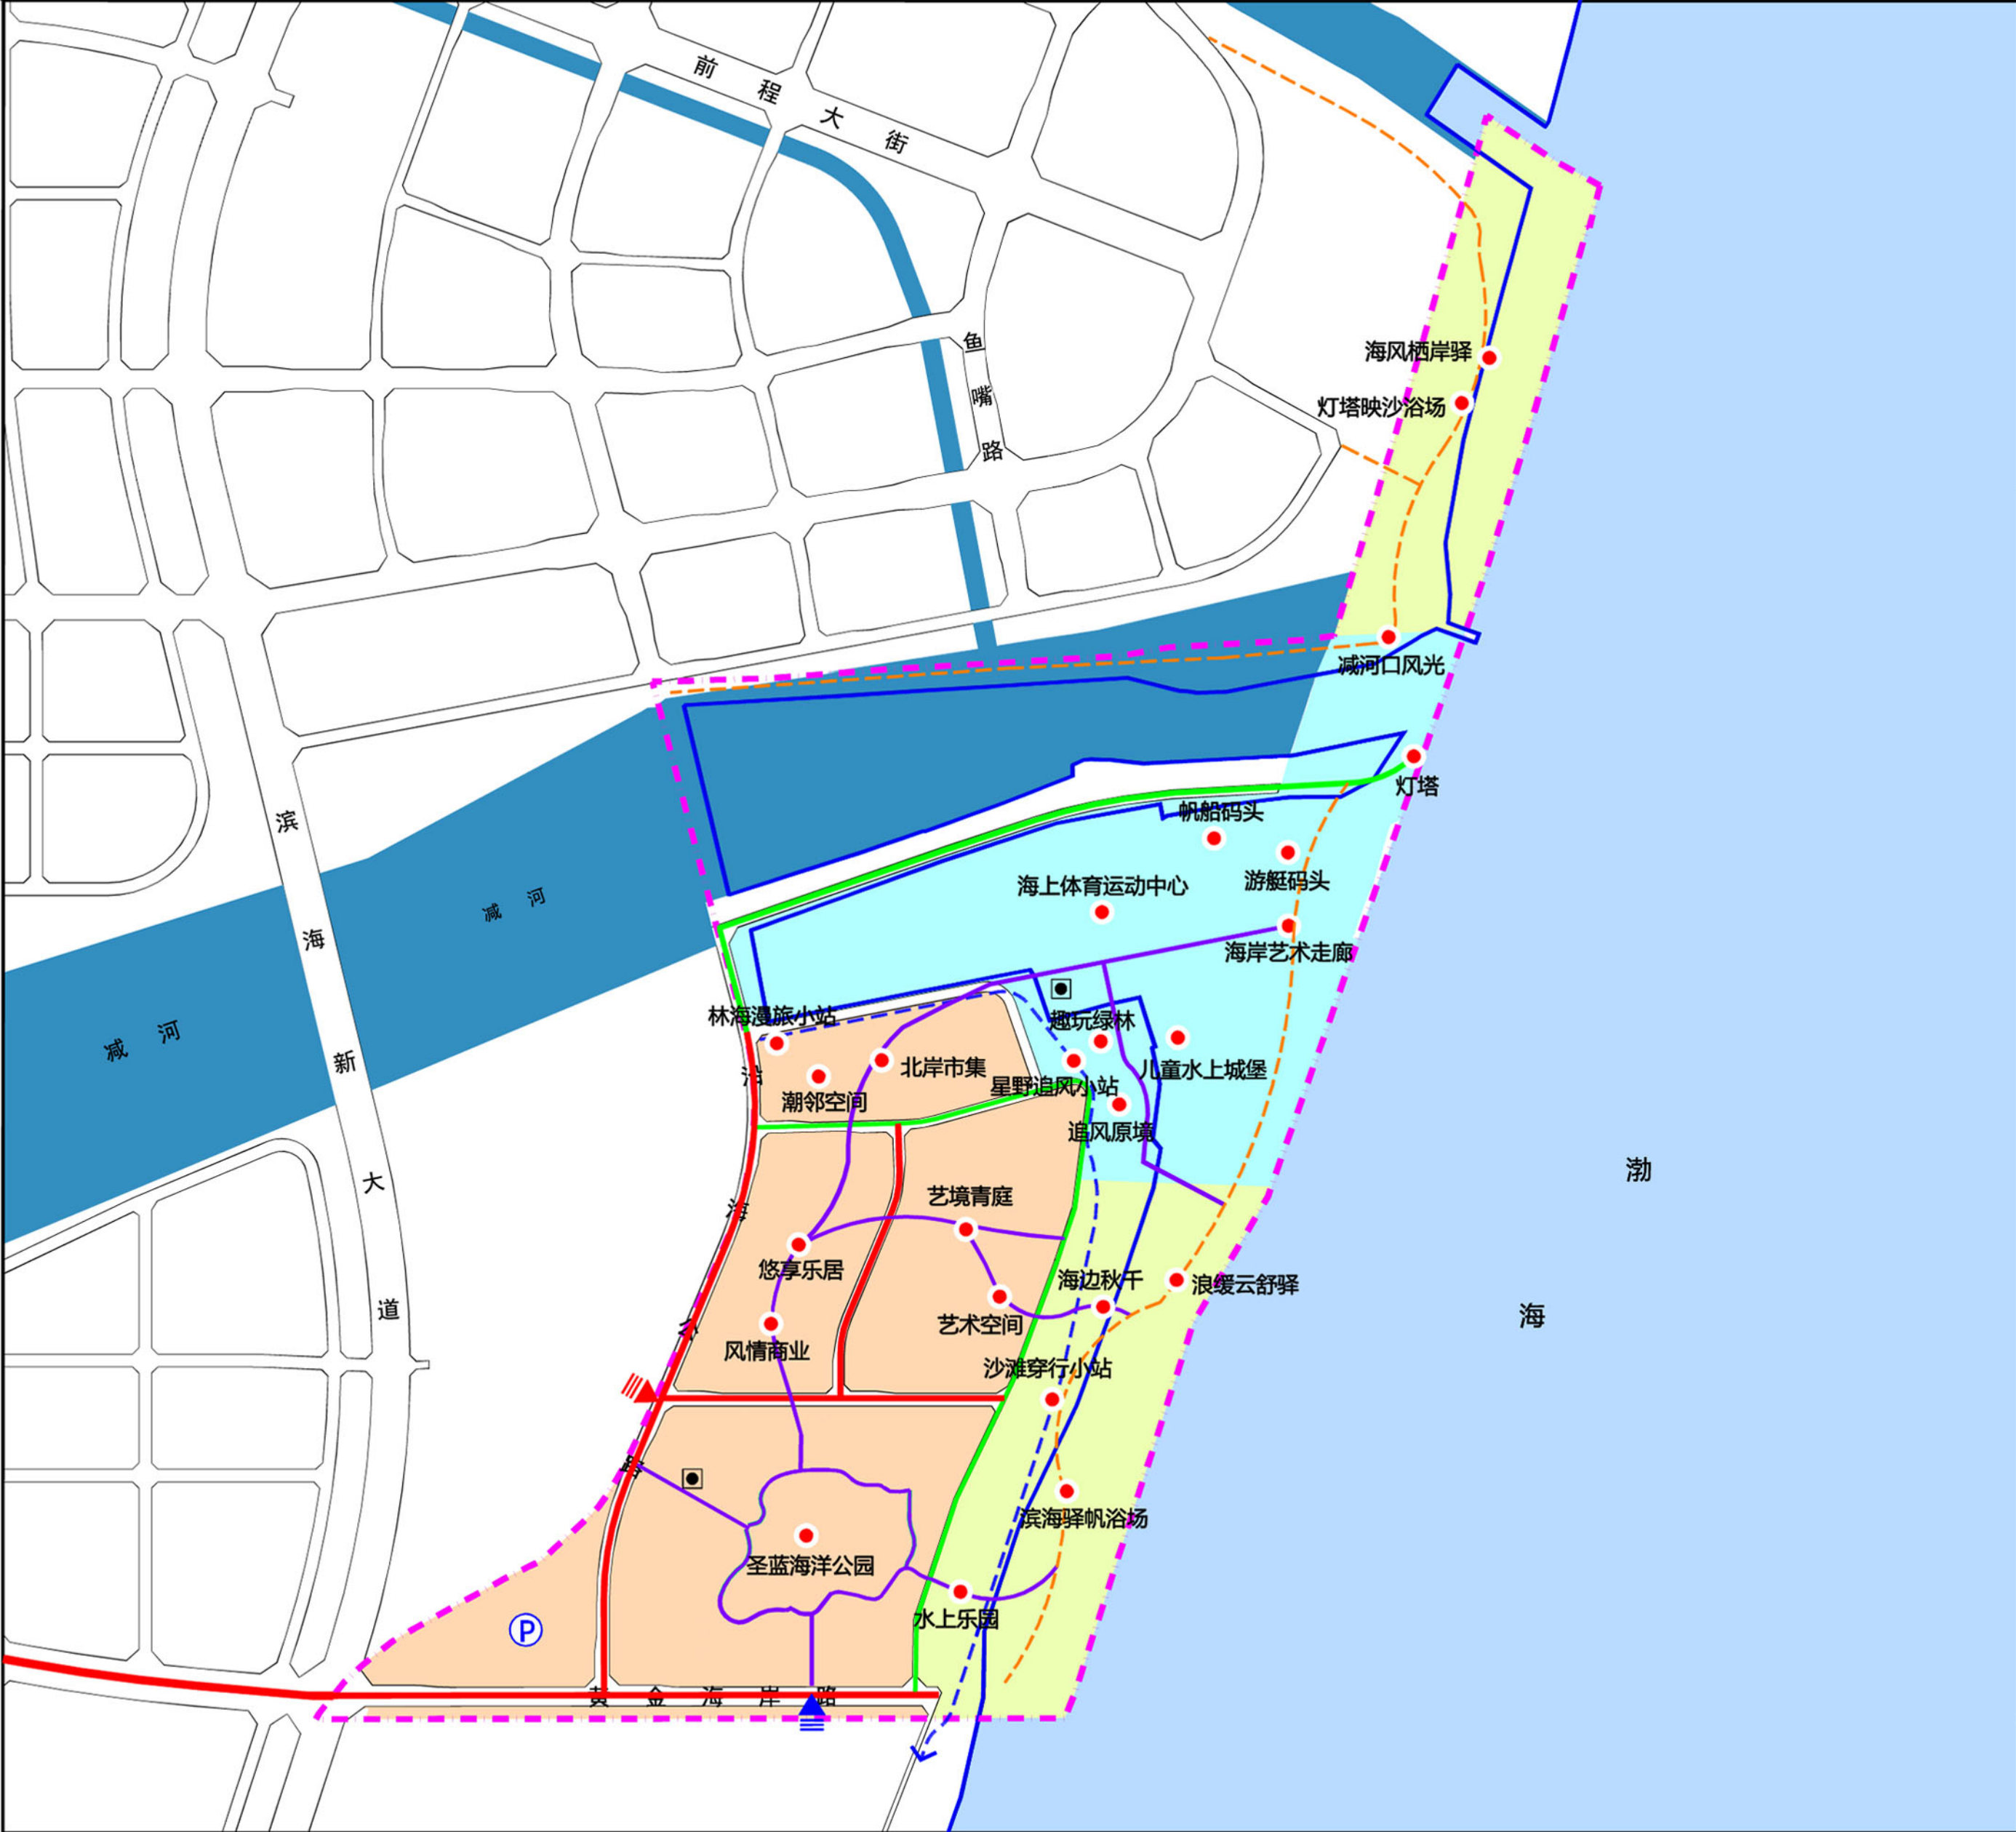 前程大街
鱼嘴路
海风栖岸驿
灯塔映沙浴场
减河口风光
灯塔
帆船码头
游艇码头
海上体育运动中心
海岸艺术走廊
滨海新大道
减河
减河
林海漫旅小站
趣玩绿林
儿童水上城堡
北岸市集
星野追风小站
潮邻空间
追风原境
渤海
艺境青庭
悠享乐居
海边秋千
浪缓云舒驿
艺术空间
风情商业
沙滩穿行小站
沿海公路
滨海驿帆浴场
圣蓝海洋公园
水上乐园
P
黄金海岸路